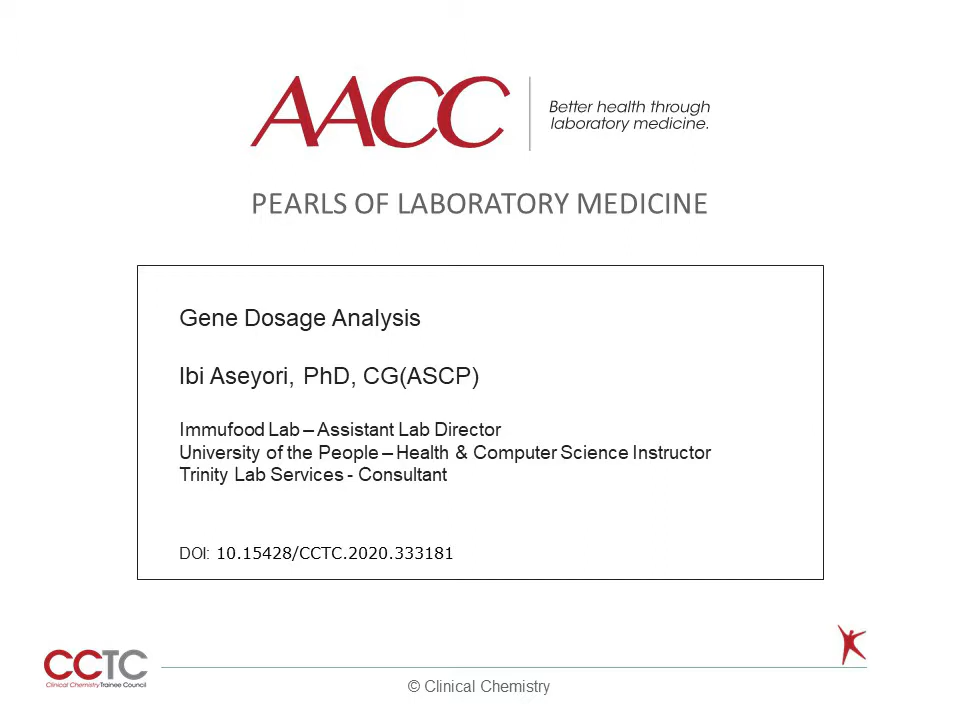 AACC
Better health through
laboratory medicine.
PEARLS OF LABORATORY MEDICINE
Gene Dosage Analysis
Ibi Aseyori, PhD, CG(ASCP)
Immufood Lab – Assistant Lab Director
University of the People – Health & Computer Science Instructor
Trinity Lab Services - Consultant
DOI: 10.15428/CCTC.2020.333181
CCTC
Clinical Chemistry Trainee Council
© Clinical Chemistry